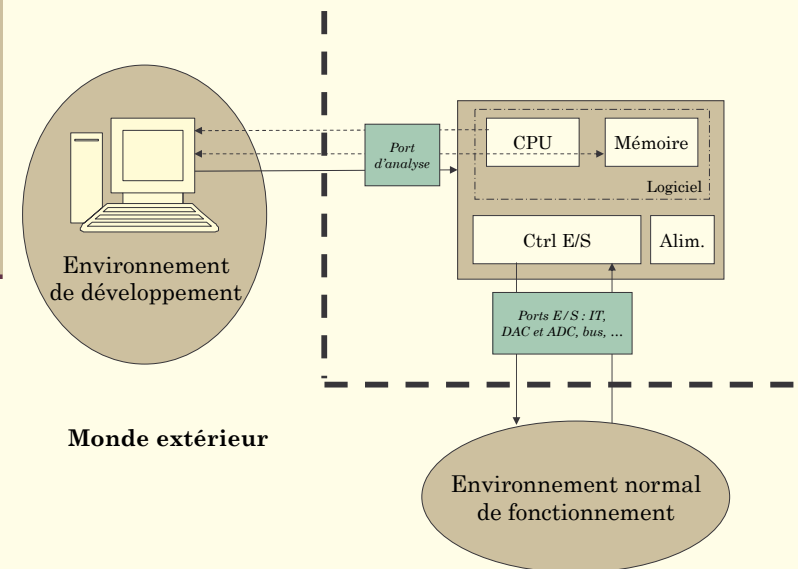 Port
d'analyse
CPU
Mémoire
Logiciel
Ctrl E/S
Alim.
Environnement
de développement
Ports E/S : IT,
DAC et ADC, bus, ...
Monde extérieur
Environnement normal
de fonctionnement